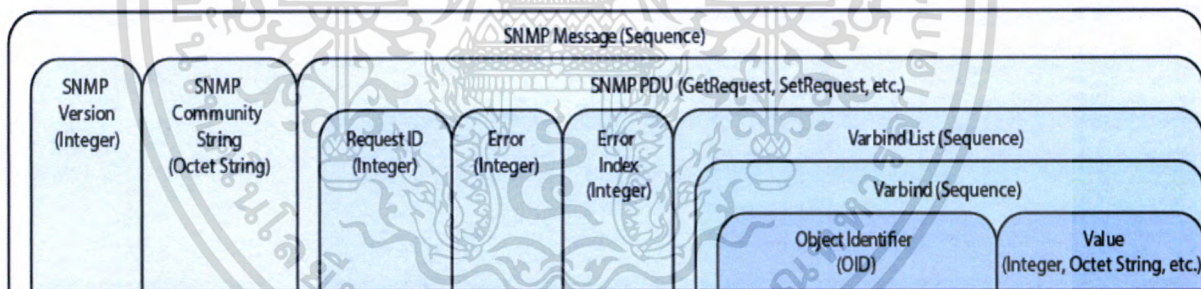 SNMP Message (Sequence)
SNMP
Version
(Integer)
SNMP
Community
String
(Octet String)
SNMP PDU (GetRequest, SetRequest, etc.)
Request ID
(Integer)
Error
(Integer)
Error
Index
(Integer)
Varbind List (Sequence)
Varbind (Sequence)
Object Identifier
(OID)
Value
(Integer, Octet String, etc.)